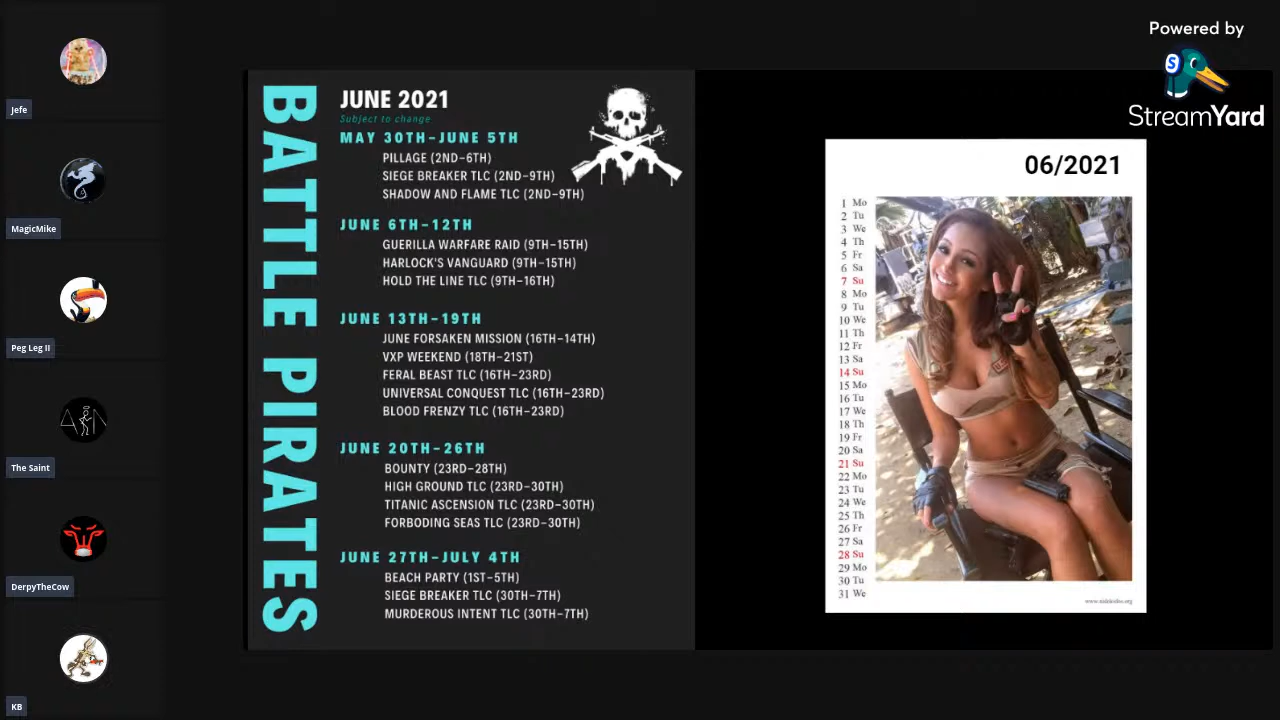 Jefe
MagicMike
Peg Leg II
The Saint
DerpyTheCow
KB
BATTLE PIRATES
JUNE 2021
Subject to change
MAY 30TH-JUNE 5TH
PILLAGE (2ND-6TH)
SIEGE BREAKER TLC (2ND-9TH)
SHADOW AND FLAME TLC (2ND-9TH)
JUNE 6TH-12TH
GUERILLA WARFARE RAID (9TH-15TH)
HARLOCK'S VANGUARD (9TH-15TH)
HOLD THE LINE TLC (9TH-16TH)
JUNE 13TH-19TH
JUNE FORSAKEN MISSION (16TH-14TH)
VXP WEEKEND (18TH-21ST)
FERAL BEAST TLC (16TH-23RD)
UNIVERSAL CONQUEST TLC (16TH-23RD)
BLOOD FRENZY TLC (16TH-23RD)
JUNE 20TH-26TH
BOUNTY (23RD-28TH)
HIGH GROUND TLC (23RD-30TH)
TITANIC ASCENSION TLC (23RD-30TH)
FORBODING SEAS TLC (23RD-30TH)
JUNE 27TH-JULY 4TH
BEACH PARTY (1ST-5TH)
SIEGE BREAKER TLC (30TH-7TH)
MURDEROUS INTENT TLC (30TH-7TH)
Powered by
S
StreamYard
06/2021
1 Mo
2 Tu
3 We
4 Th
5 Fr
6 Sa
7 Su
8 Mo
9 Tu
10 We
11 Th
12 Fr
13 Sa
14 Su
15 Mo
16 Tu
17 We
18 Th
19 Fr
20 Sa
21 Su
22 Mo
23 Tu
24 We
25 Th
26 Fr
27 Sa
28 Su
29 Mo
30 Tu
31 We